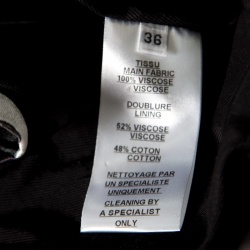 36
TISSU
MAIN FABRIC
100% VISCOSE
VISCOSE
DOUBLURE
LINING
52% VISCOSE
VISCOSE
48% COTON
COTTON
NETTOYAGE PAR
UN SPECIALISTE
UNIQUEMENT
CLEANING BY
A SPECIALIST
ONLY